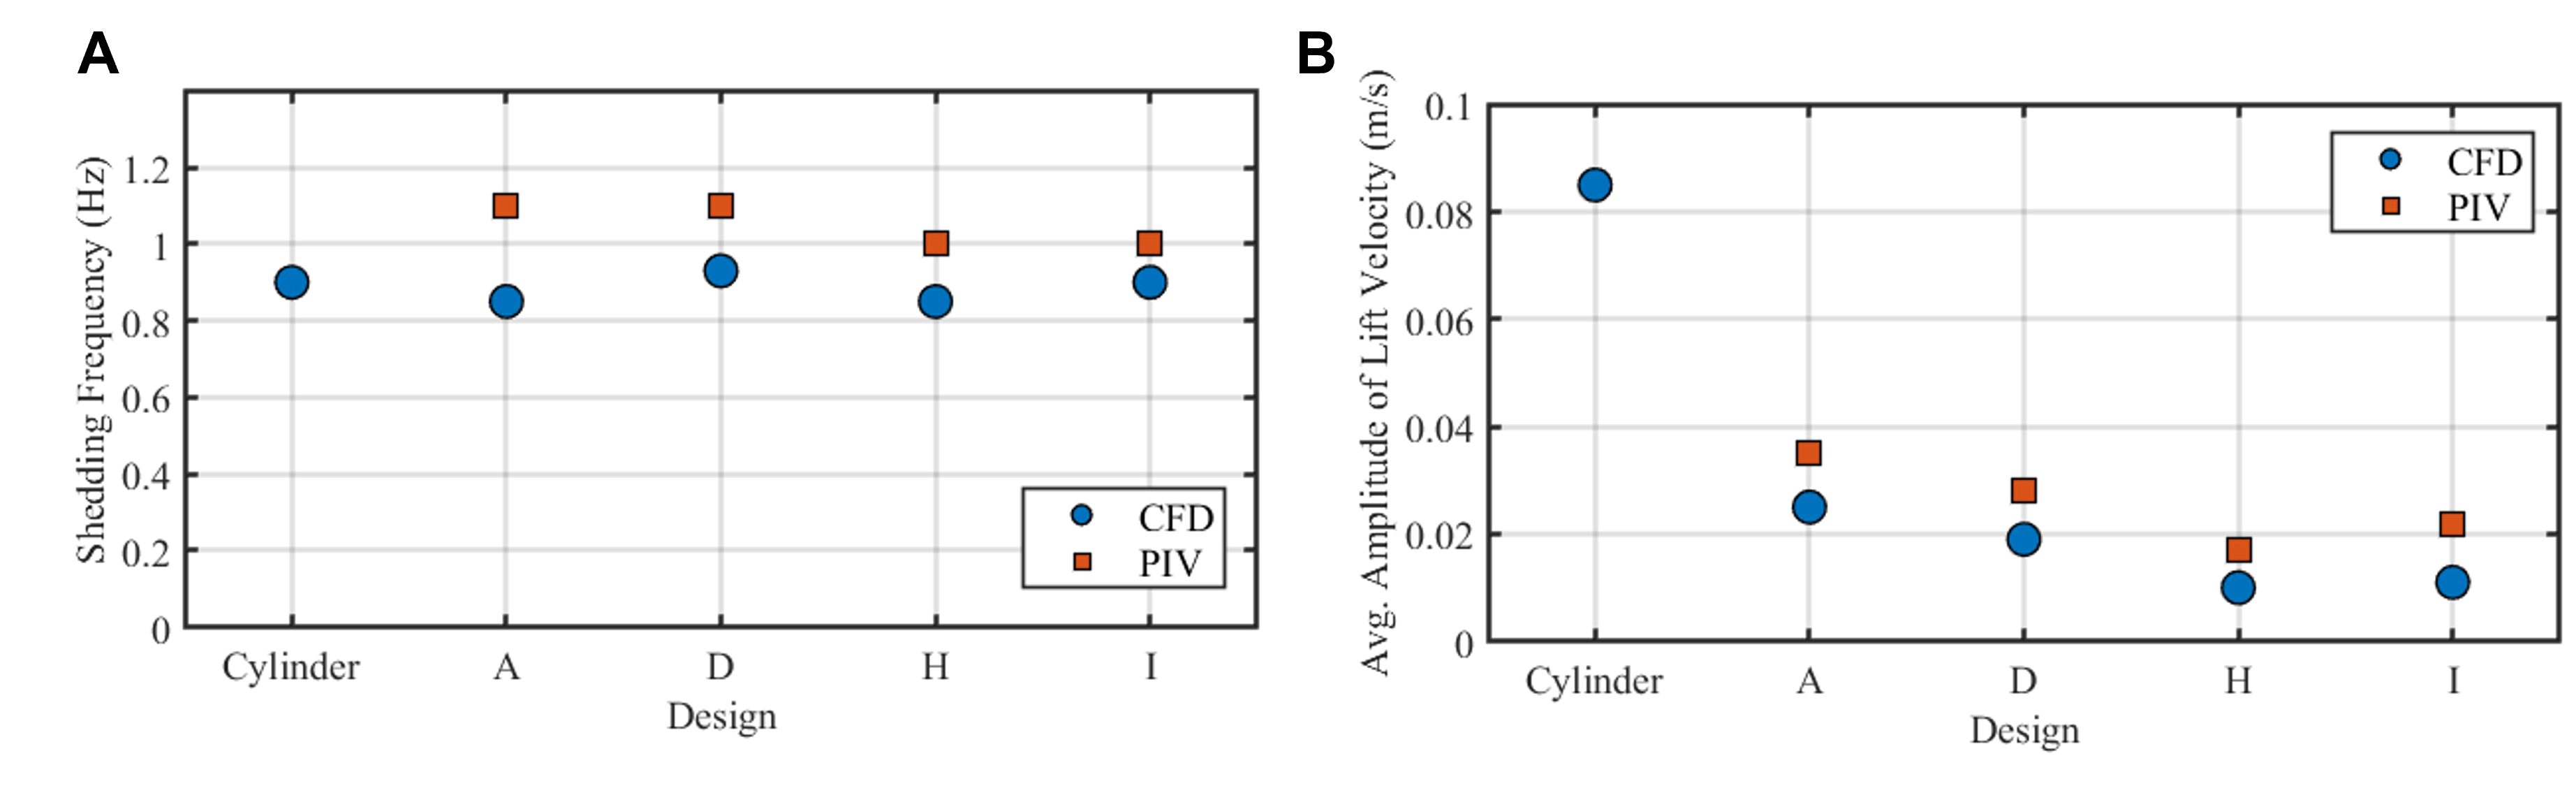 A
Shedding Frequency (Hz)
1.2
1
0.8
0.6
0.4
0.2
0
CFD
PIV
Cylinder A D H I
Design
B
Avg. Amplitude of Lift Velocity (m/s)
0.1
0.08
0.06
0.04
0.02
0
CFD
PIV
Cylinder A D H I
Design